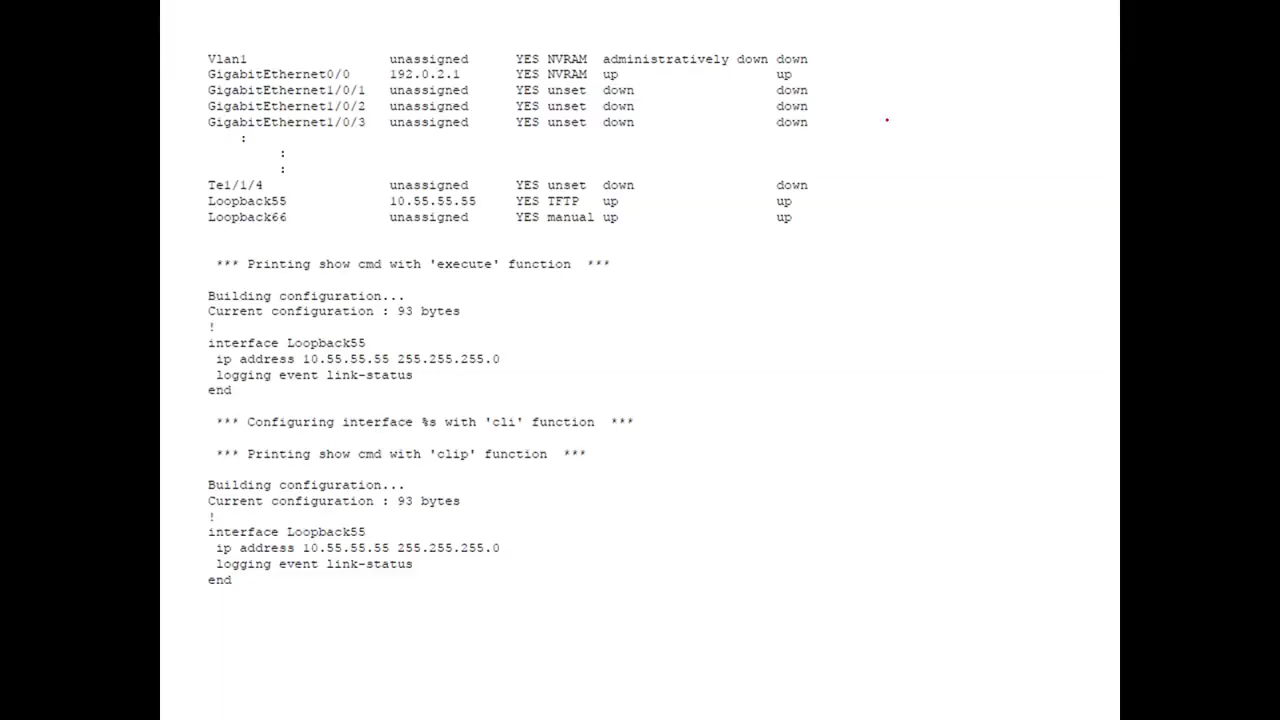 Vlan1 unassigned YES NVRAM administratively down down
GigabitEthernet0/0 192.0.2.1 YES NVRAM up up
GigabitEthernet1/0/1 unassigned YES unset down down
GigabitEthernet1/0/2 unassigned YES unset down down
GigabitEthernet1/0/3 unassigned YES unset down down
:
:
:
Te1/1/4 unassigned YES unset down down
Loopback55 10.55.55.55 YES TFTP up up
Loopback66 unassigned YES manual up up
*** Printing show cmd with 'execute' function ***
Building configuration...
Current configuration : 93 bytes
!
interface Loopback55
ip address 10.55.55.55 255.255.255.0
logging event link-status
end
*** Configuring interface %s with 'cli' function ***
*** Printing show cmd with 'clip' function ***
Building configuration...
Current configuration : 93 bytes
!
interface Loopback55
ip address 10.55.55.55 255.255.255.0
logging event link-status
end